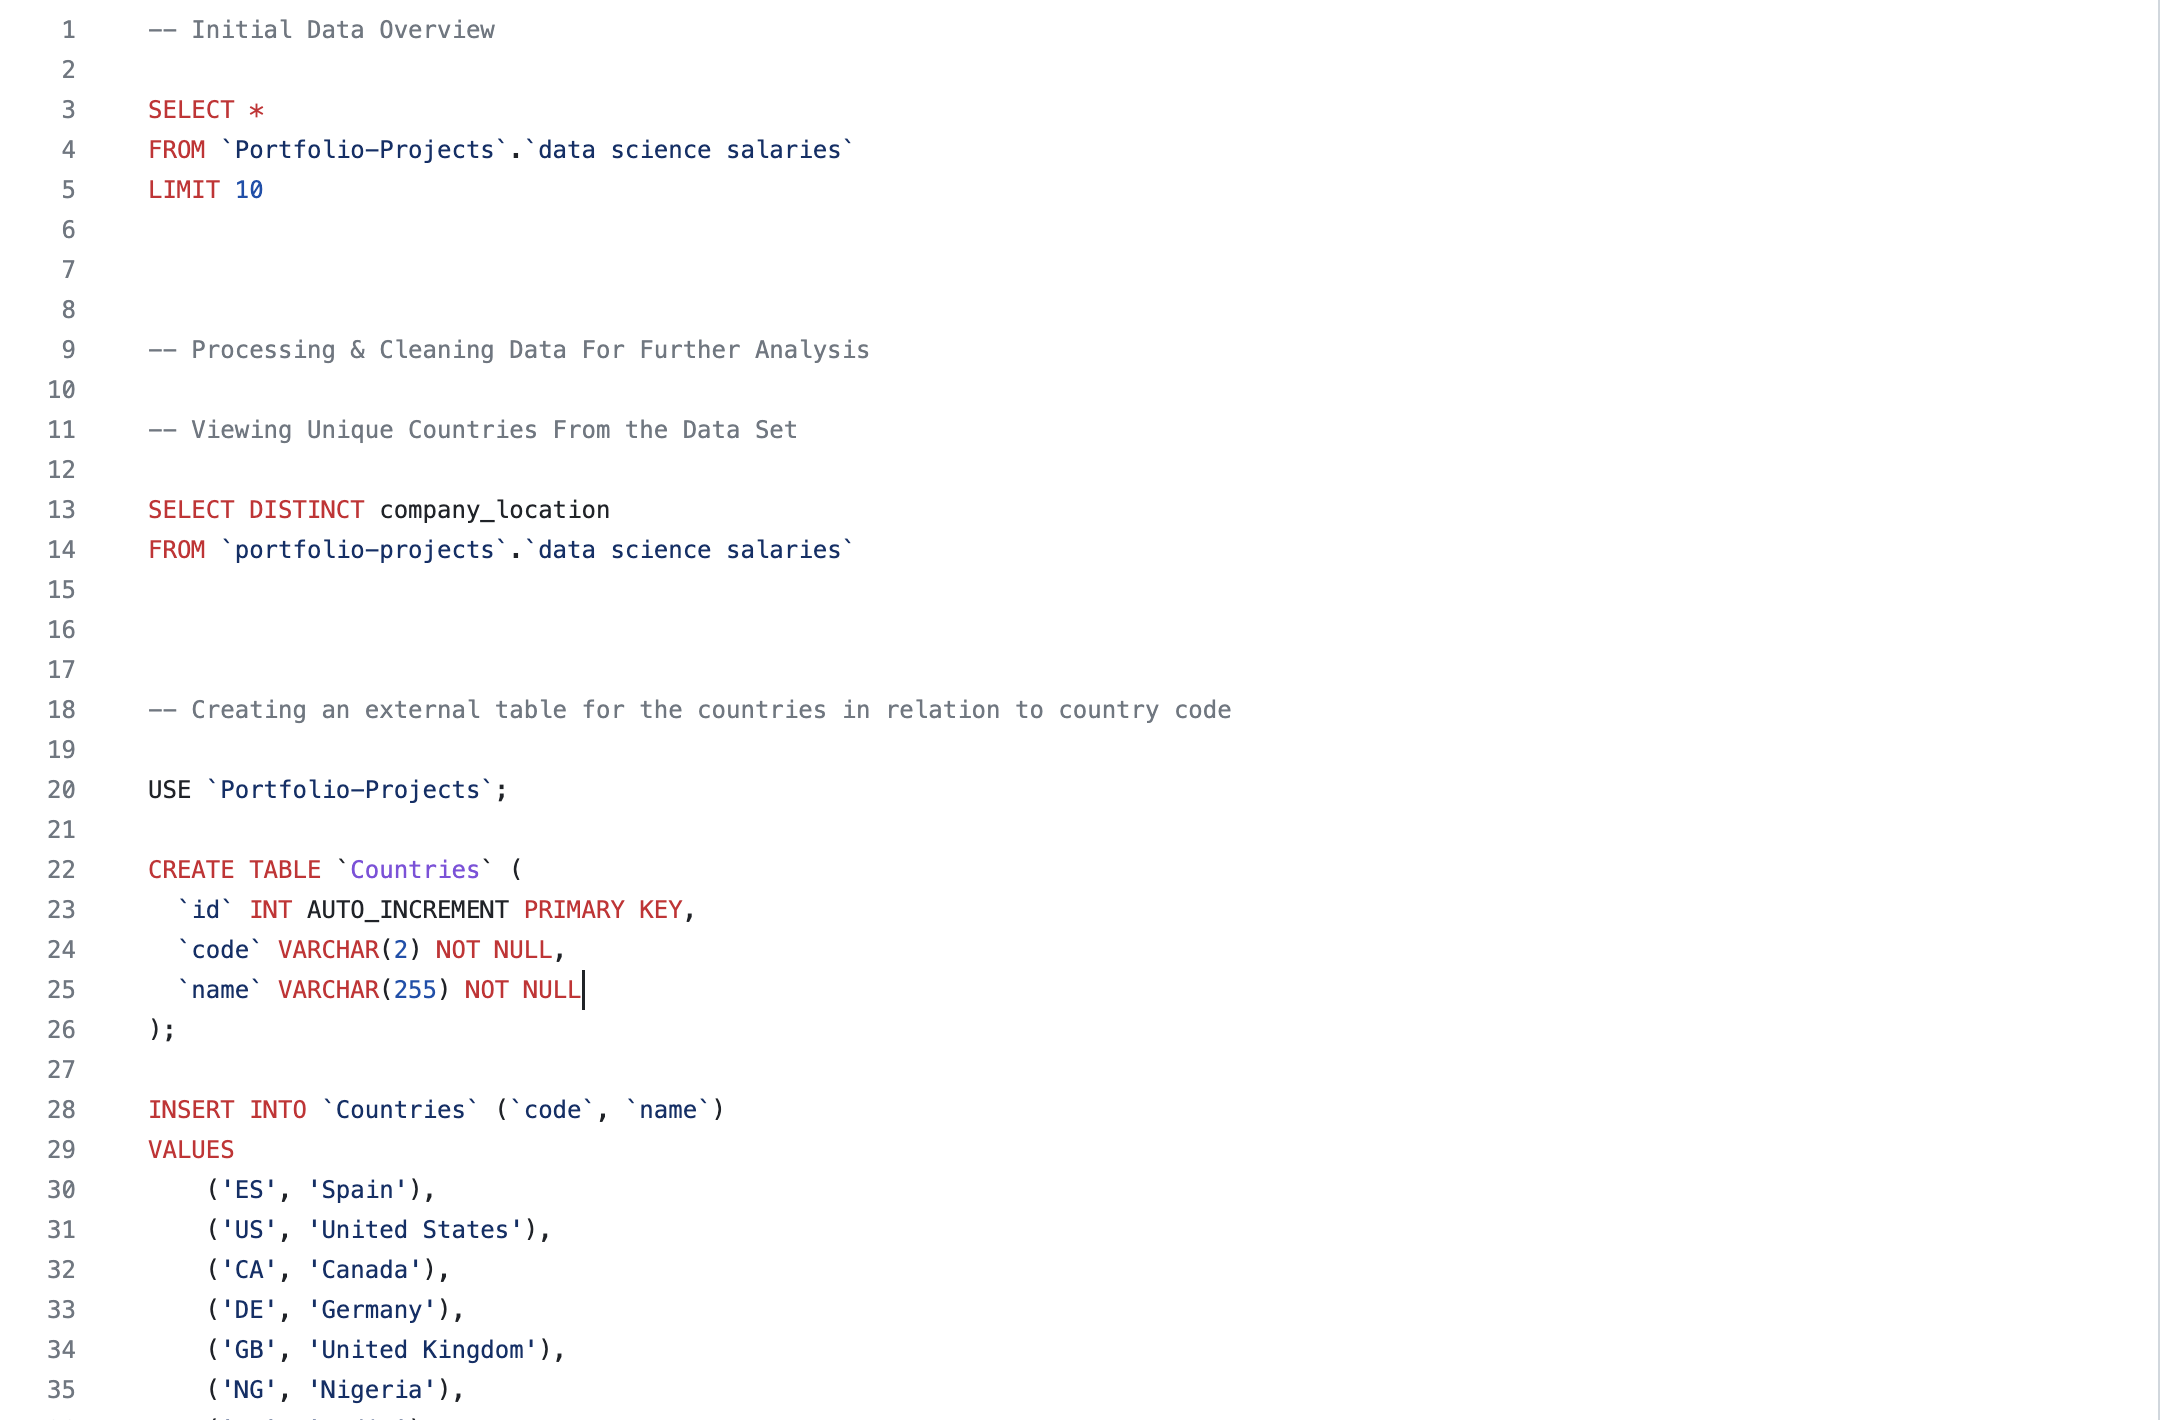 1 -- Initial Data Overview
2
3 SELECT *
4 FROM `Portfolio-Projects`.`data science salaries`
5 LIMIT 10
6
7
8
9 -- Processing & Cleaning Data For Further Analysis
10
11 -- Viewing Unique Countries From the Data Set
12
13 SELECT DISTINCT company_location
14 FROM `portfolio-projects`.`data science salaries`
15
16
17
18 -- Creating an external table for the countries in relation to country code
19
20 USE `Portfolio-Projects`;
21
22 CREATE TABLE `Countries` (
23   `id` INT AUTO_INCREMENT PRIMARY KEY,
24   `code` VARCHAR(2) NOT NULL,
25   `name` VARCHAR(255) NOT NULL
26 );
27
28 INSERT INTO `Countries` (`code`, `name`)
29 VALUES
30     ('ES', 'Spain'),
31     ('US', 'United States'),
32     ('CA', 'Canada'),
33     ('DE', 'Germany'),
34     ('GB', 'United Kingdom'),
35     ('NG', 'Nigeria'),